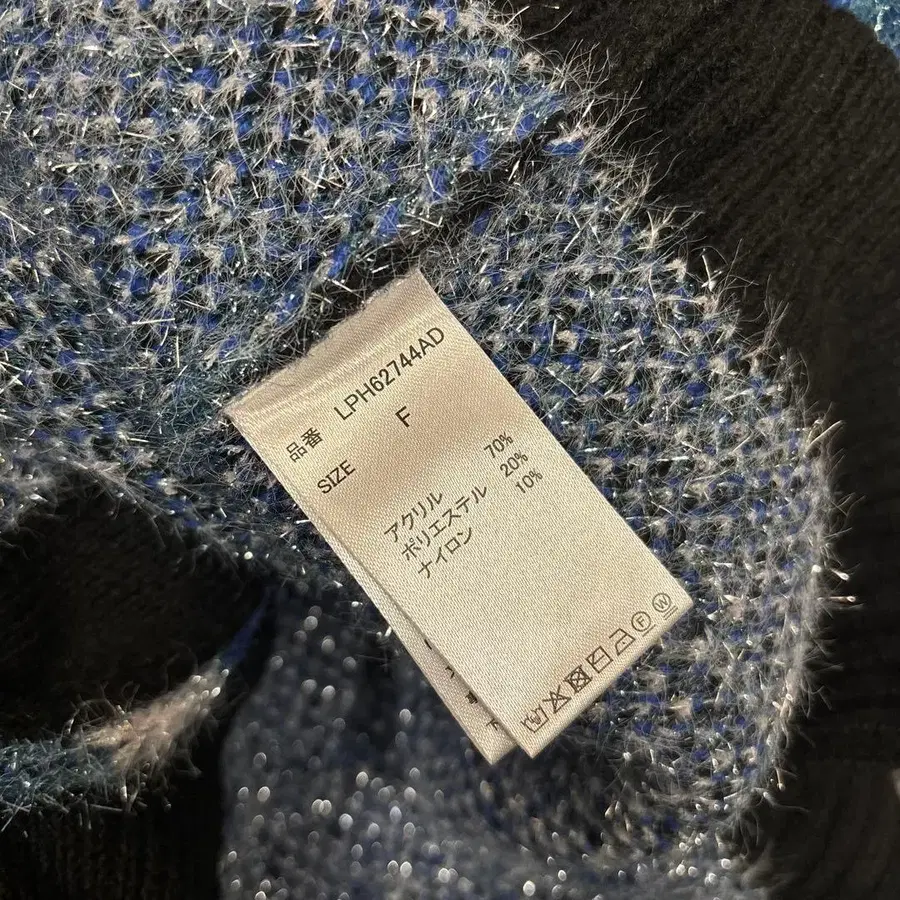 品番 LPH62744AD
SIZE F
アクリル 70%
ポリエステル 20%
ナイロン 10%
Ⓕ Ⓦ